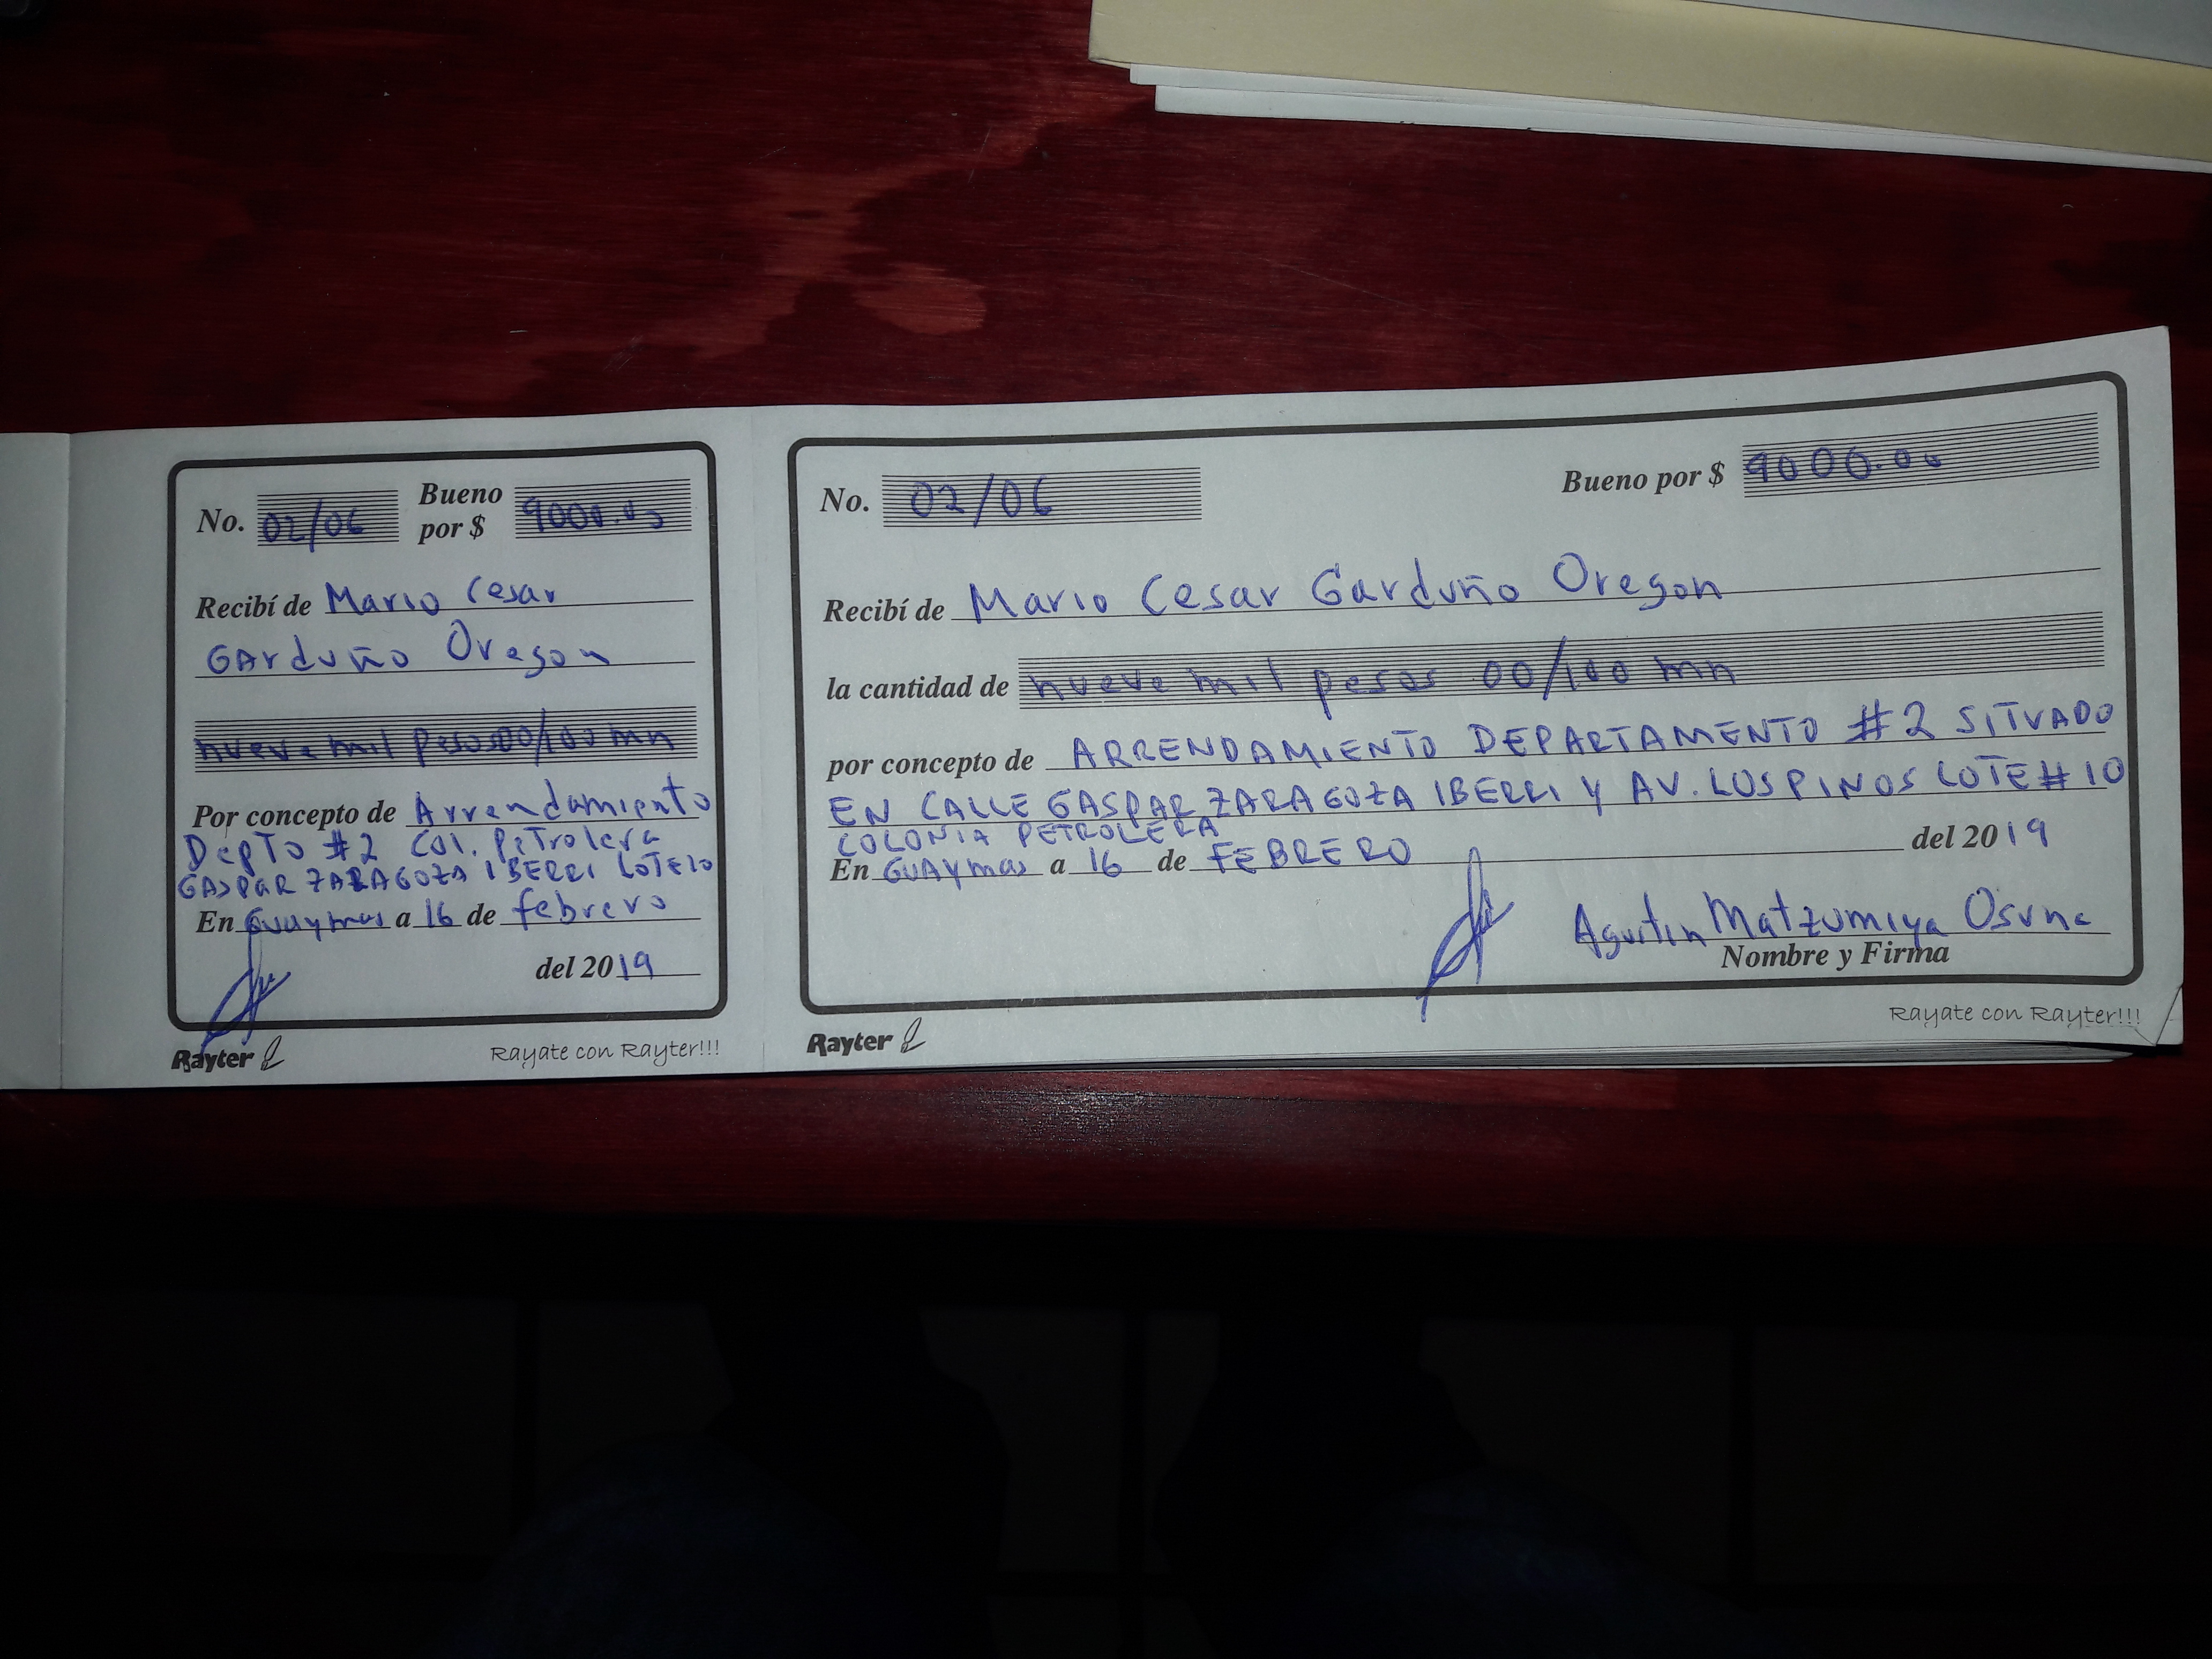 No. 02/06 Bueno por $ 9000.00
Recibí de Mario Cesar
Garduño Oregon
nueve mil pesos 00/100 mn
Por concepto de Arrendamiento
Depto #2 Col. Petrolera
GASPAR ZARAGOZA IBERRI LOTE 10
En Guaymas a 16 de febrero
del 2019
Rayter
Rayate con Rayter!!!
No. 02/06 Bueno por $ 9000.00
Recibí de Mario Cesar Garduño Oregon
la cantidad de nueve mil pesos 00/100 mn
por concepto de ARRENDAMIENTO DEPARTAMENTO #2 SITUADO
EN CALLE GASPAR ZARAGOZA IBERRI Y AV. LOS PINOS LOTE #10
COLONIA PETROLERA
En GUAymas a 16 de FEBRERO del 2019
Agustin Matzumiya Osuna
Nombre y Firma
Rayter
Rayate con Rayter!!!